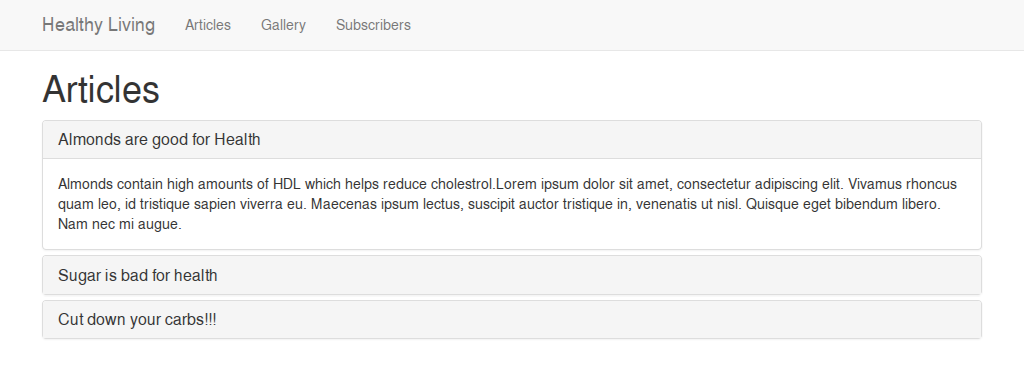 Healthy Living Articles Gallery Subscribers
Articles
Almonds are good for Health
Almonds contain high amounts of HDL which helps reduce cholestrol.Lorem ipsum dolor sit amet, consectetur adipiscing elit. Vivamus rhoncus
quam leo, id tristique sapien viverra eu. Maecenas ipsum lectus, suscipit auctor tristique in, venenatis ut nisl. Quisque eget bibendum libero.
Nam nec mi augue.
Sugar is bad for health
Cut down your carbs!!!